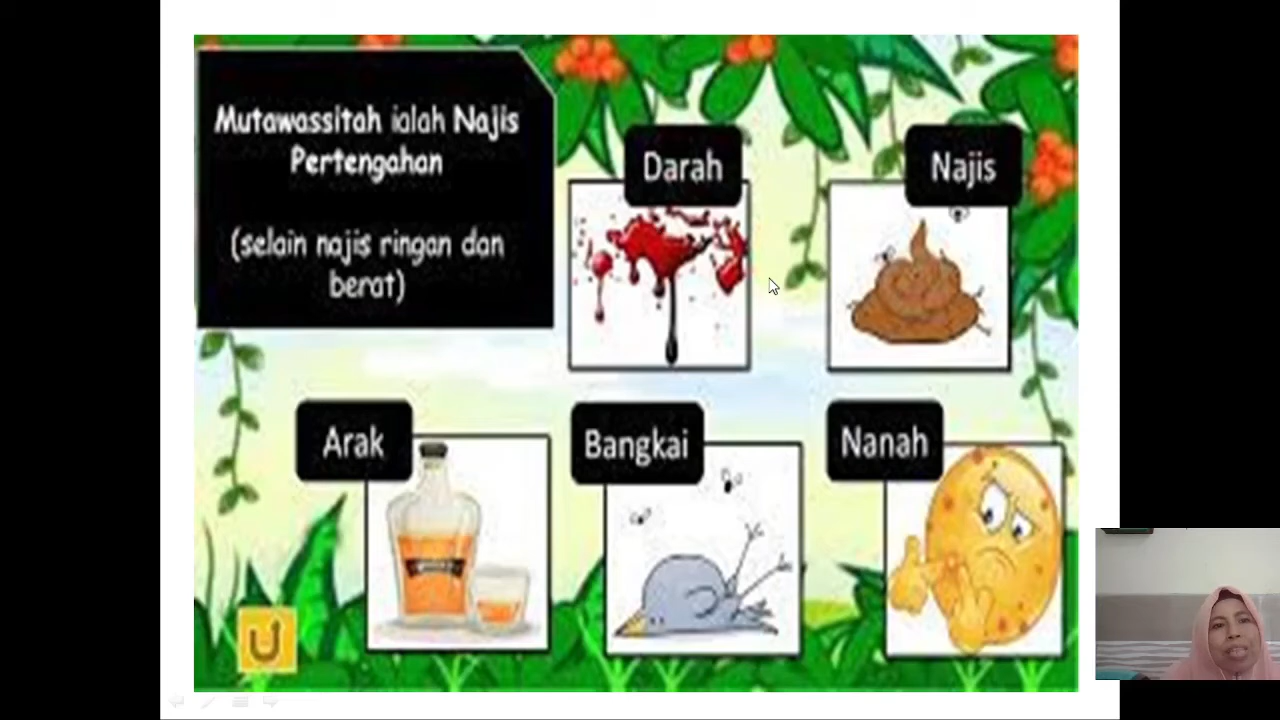 Mutawassitah ialah Najis
Pertengahan
(selain najis ringan dan
berat)
Darah
Najis
Arak
Bangkai
Nanah